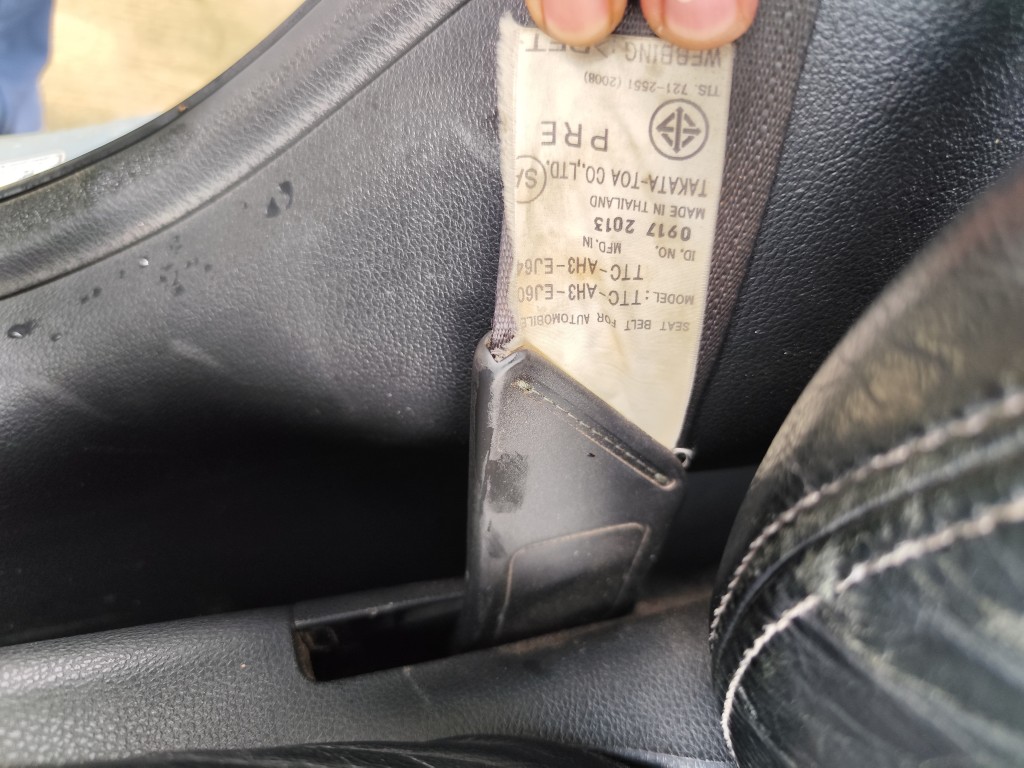 SEAT BELT FOR AUTOMOBILE
MODEL: TTC-AH3-EJ60
TTC-AH3-EJ64
ID. NO. MFD. IN
0917 2013
MADE IN THAILAND
TAKATA-TOA CO.,LTD.
PRE
TIS. 721-2551 (2008)
WEBBING